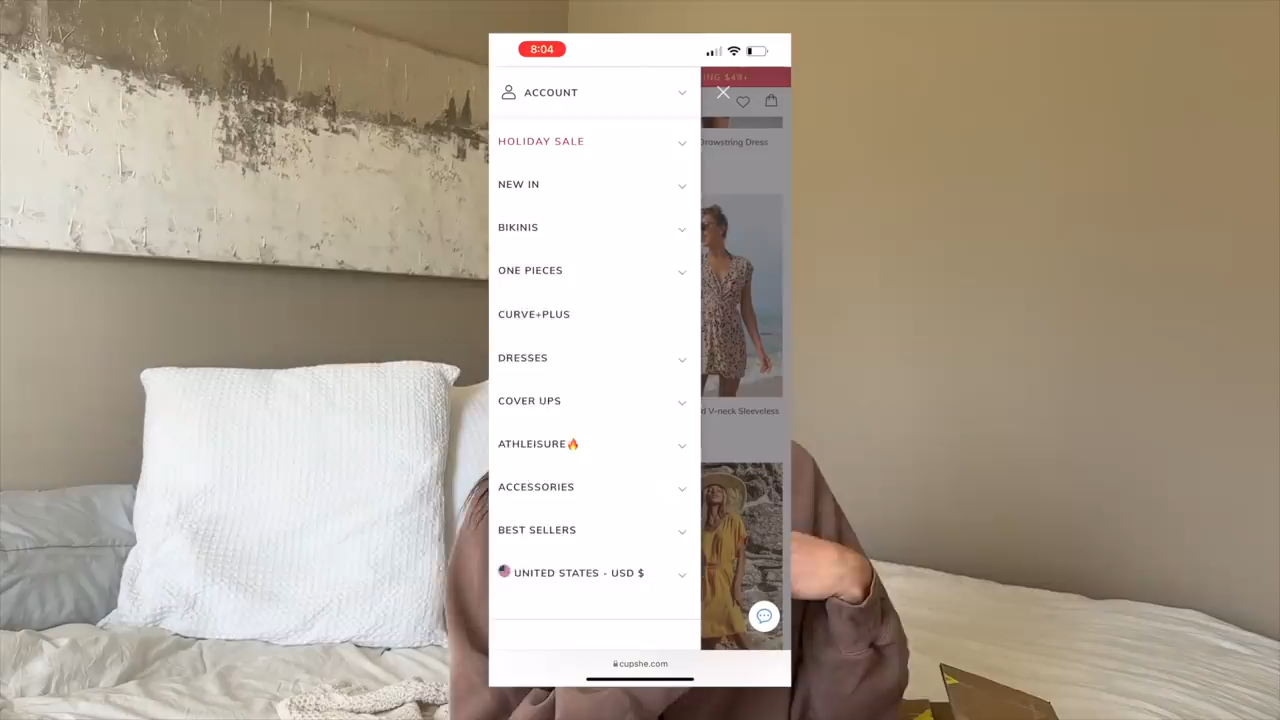 8:04
ING $49+
ACCOUNT
Drawstring Dress
HOLIDAY SALE
NEW IN
BIKINIS
ONE PIECES
CURVE+PLUS
DRESSES
COVER UPS
d V-neck Sleeveless
ATHLEISURE🔥
ACCESSORIES
BEST SELLERS
UNITED STATES - USD $
cupshe.com